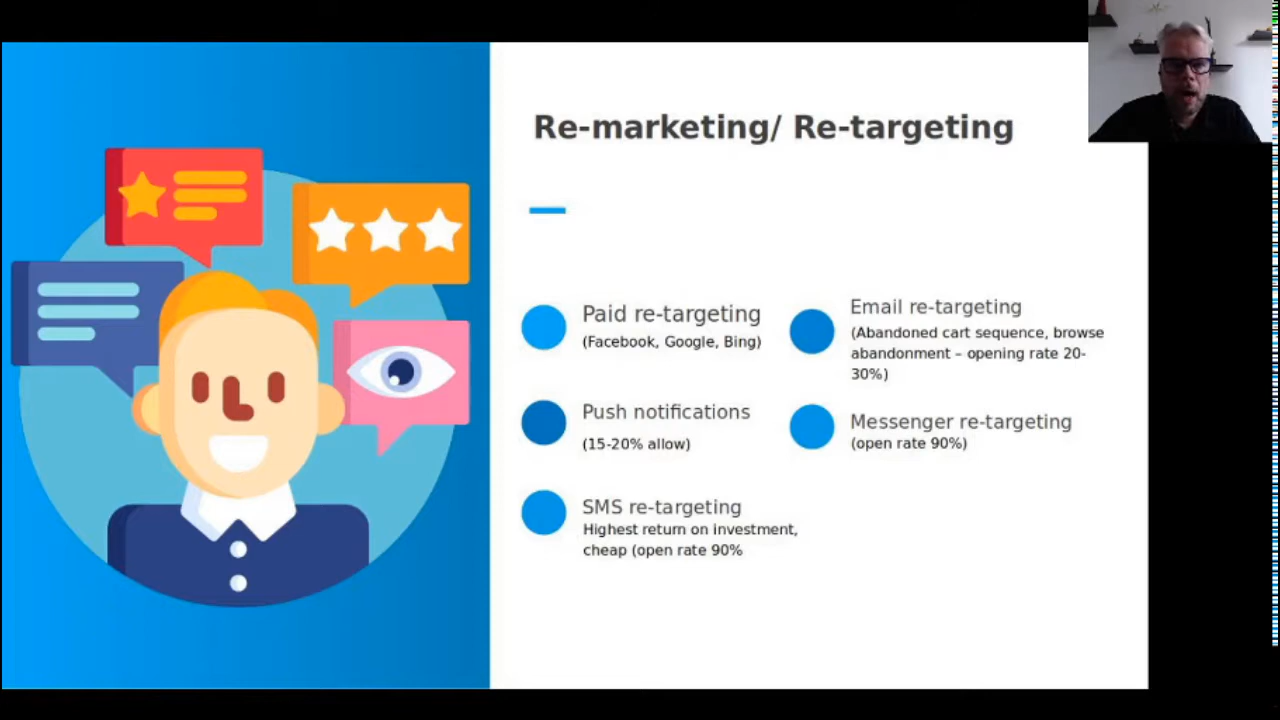 Re-marketing/ Re-targeting
Paid re-targeting
(Facebook, Google, Bing)
Email re-targeting
(Abandoned cart sequence, browse
abandonment – opening rate 20-
30%)
Push notifications
(15-20% allow)
Messenger re-targeting
(open rate 90%)
SMS re-targeting
Highest return on investment,
cheap (open rate 90%